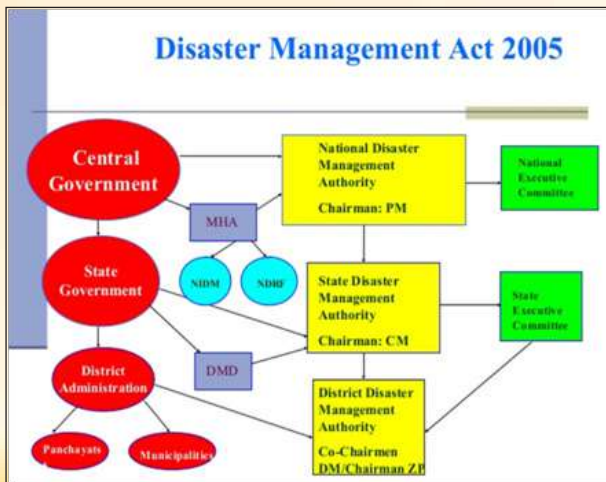 Disaster Management Act 2005
Central
Government
National Disaster
Management
Authority
Chairman: PM
National
Executive
Committee
MHA
State
Government
NIDM
NDRF
State Disaster
Management
Authority
Chairman: CM
State
Executive
Committee
DMD
District
Administration
District Disaster
Management
Authority
Co-Chairmen
DM/Chairman ZP
Panchayats
Municipalities